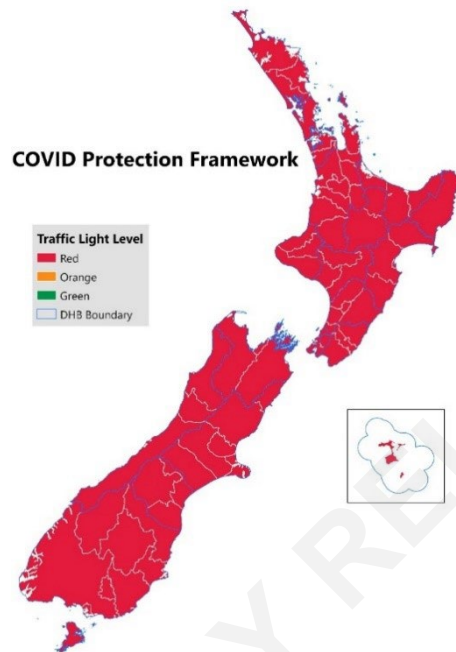 COVID Protection Framework
Traffic Light Level
Red
Orange
Green
DHB Boundary